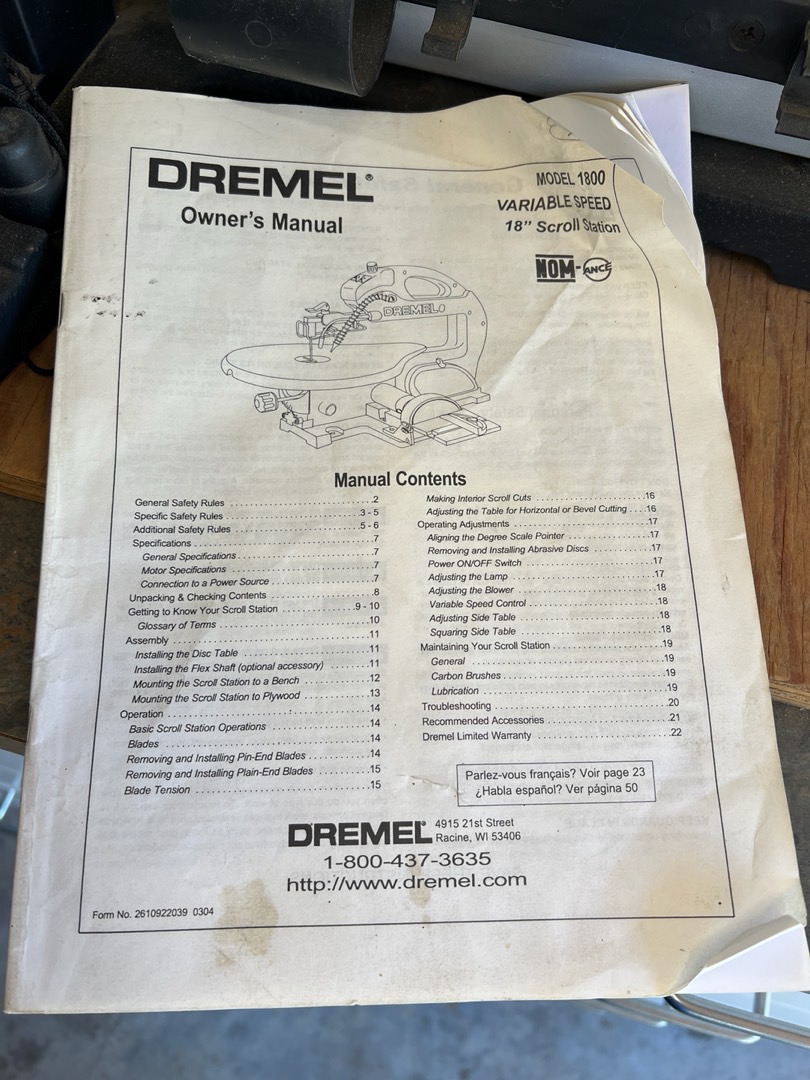 DREMEL®
Owner's Manual
MODEL 1800
VARIABLE SPEED
18" Scroll Station
NOM-ANCE
DREMEL®
Manual Contents
General Safety Rules . . . . . . . . . . . . . . . . . . . . . . . .2
Specific Safety Rules . . . . . . . . . . . . . . . . . . . . . .3 - 5
Additional Safety Rules . . . . . . . . . . . . . . . . . . . . .5 - 6
Specifications . . . . . . . . . . . . . . . . . . . . . . . . . . . . .7
General Specifications . . . . . . . . . . . . . . . . . . . . . . .7
Motor Specifications . . . . . . . . . . . . . . . . . . . . . . . .7
Connection to a Power Source . . . . . . . . . . . . . . . . .7
Unpacking & Checking Contents . . . . . . . . . . . . . . . .8
Getting to Know Your Scroll Station . . . . . . . . . . . .9 - 10
Glossary of Terms . . . . . . . . . . . . . . . . . . . . . . . . .10
Assembly . . . . . . . . . . . . . . . . . . . . . . . . . . . . . . .11
Installing the Disc Table . . . . . . . . . . . . . . . . . . . . .11
Installing the Flex Shaft (optional accessory) . . . . . . .11
Mounting the Scroll Station to a Bench . . . . . . . . . . .12
Mounting the Scroll Station to Plywood . . . . . . . . . . .13
Operation . . . . . . . . . . . . . . . . . . . . . . . . . . . . . . .14
Basic Scroll Station Operations . . . . . . . . . . . . . . . .14
Blades . . . . . . . . . . . . . . . . . . . . . . . . . . . . . . . . .14
Removing and Installing Pin-End Blades . . . . . . . . . .14
Removing and Installing Plain-End Blades . . . . . . . . .15
Blade Tension . . . . . . . . . . . . . . . . . . . . . . . . . . . .15
Making Interior Scroll Cuts . . . . . . . . . . . . . . . . . . .16
Adjusting the Table for Horizontal or Bevel Cutting . . . .16
Operating Adjustments . . . . . . . . . . . . . . . . . . . . . .17
Aligning the Degree Scale Pointer . . . . . . . . . . . . . . .17
Removing and Installing Abrasive Discs . . . . . . . . . . .17
Power ON/OFF Switch . . . . . . . . . . . . . . . . . . . . . .17
Adjusting the Lamp . . . . . . . . . . . . . . . . . . . . . . . .17
Adjusting the Blower . . . . . . . . . . . . . . . . . . . . . . .18
Variable Speed Control . . . . . . . . . . . . . . . . . . . . . .18
Adjusting Side Table . . . . . . . . . . . . . . . . . . . . . . .18
Squaring Side Table . . . . . . . . . . . . . . . . . . . . . . . .18
Maintaining Your Scroll Station . . . . . . . . . . . . . . . . .19
General . . . . . . . . . . . . . . . . . . . . . . . . . . . . . . . .19
Carbon Brushes . . . . . . . . . . . . . . . . . . . . . . . . . . .19
Lubrication . . . . . . . . . . . . . . . . . . . . . . . . . . . . . .19
Troubleshooting . . . . . . . . . . . . . . . . . . . . . . . . . . .20
Recommended Accessories . . . . . . . . . . . . . . . . . . .21
Dremel Limited Warranty . . . . . . . . . . . . . . . . . . . . .22
Parlez-vous français? Voir page 23
¿Habla español? Ver página 50
DREMEL® 4915 21st Street
Racine, WI 53406
1-800-437-3635
http://www.dremel.com
Form No. 2610922039 0304